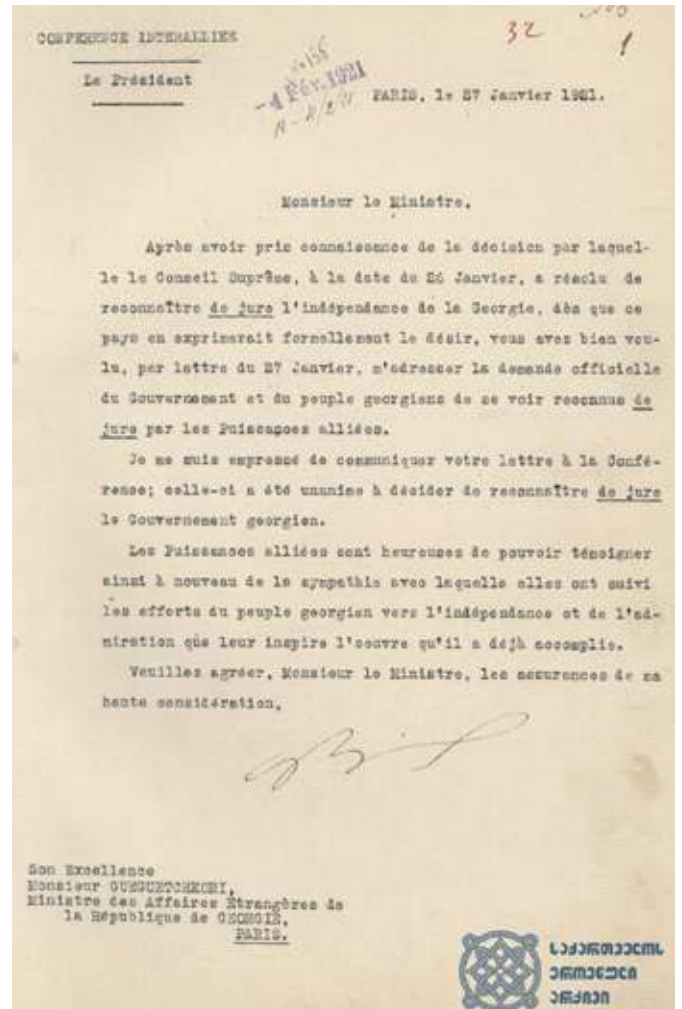 CONFERENCE INTERALLIEE
Le Président
32
1
-4 Fév. 1921
PARIS, le 27 Janvier 1921.
Monsieur le Ministre,
Après avoir pris connaissance de la décision par laquel-
le le Conseil Suprême, à la date du 26 Janvier, a résolu de
reconnaître de jure l'indépendance de la Georgie, dès que ce
pays en exprimerait formellement le désir, vous avez bien vou-
lu, par lettre du 27 Janvier, m'adresser la demande officielle
du Gouvernement et du peuple georgiens de se voir reconnus de
jure par les Puissances alliées.
Je me suis empressé de communiquer votre lettre à la Confé-
rence; celle-ci a été unanime à décider de reconnaître de jure
le Gouvernement georgien.
Les Puissances alliées sont heureuses de pouvoir témoigner
ainsi à nouveau de la sympathie avec laquelle elles ont suivi
les efforts du peuple georgien vers l'indépendance et de l'ad-
miration que leur inspire l'oeuvre qu'il a déjà accomplie.
Veuillez agréer, Monsieur le Ministre, les assurances de ma
haute considération.
Son Excellence
Monsieur GUEGUETCHKORI,
Ministre des Affaires Etrangères de
la République de GEORGIE,
PARIS.
საქართველოს
ეროვნული
არქივი